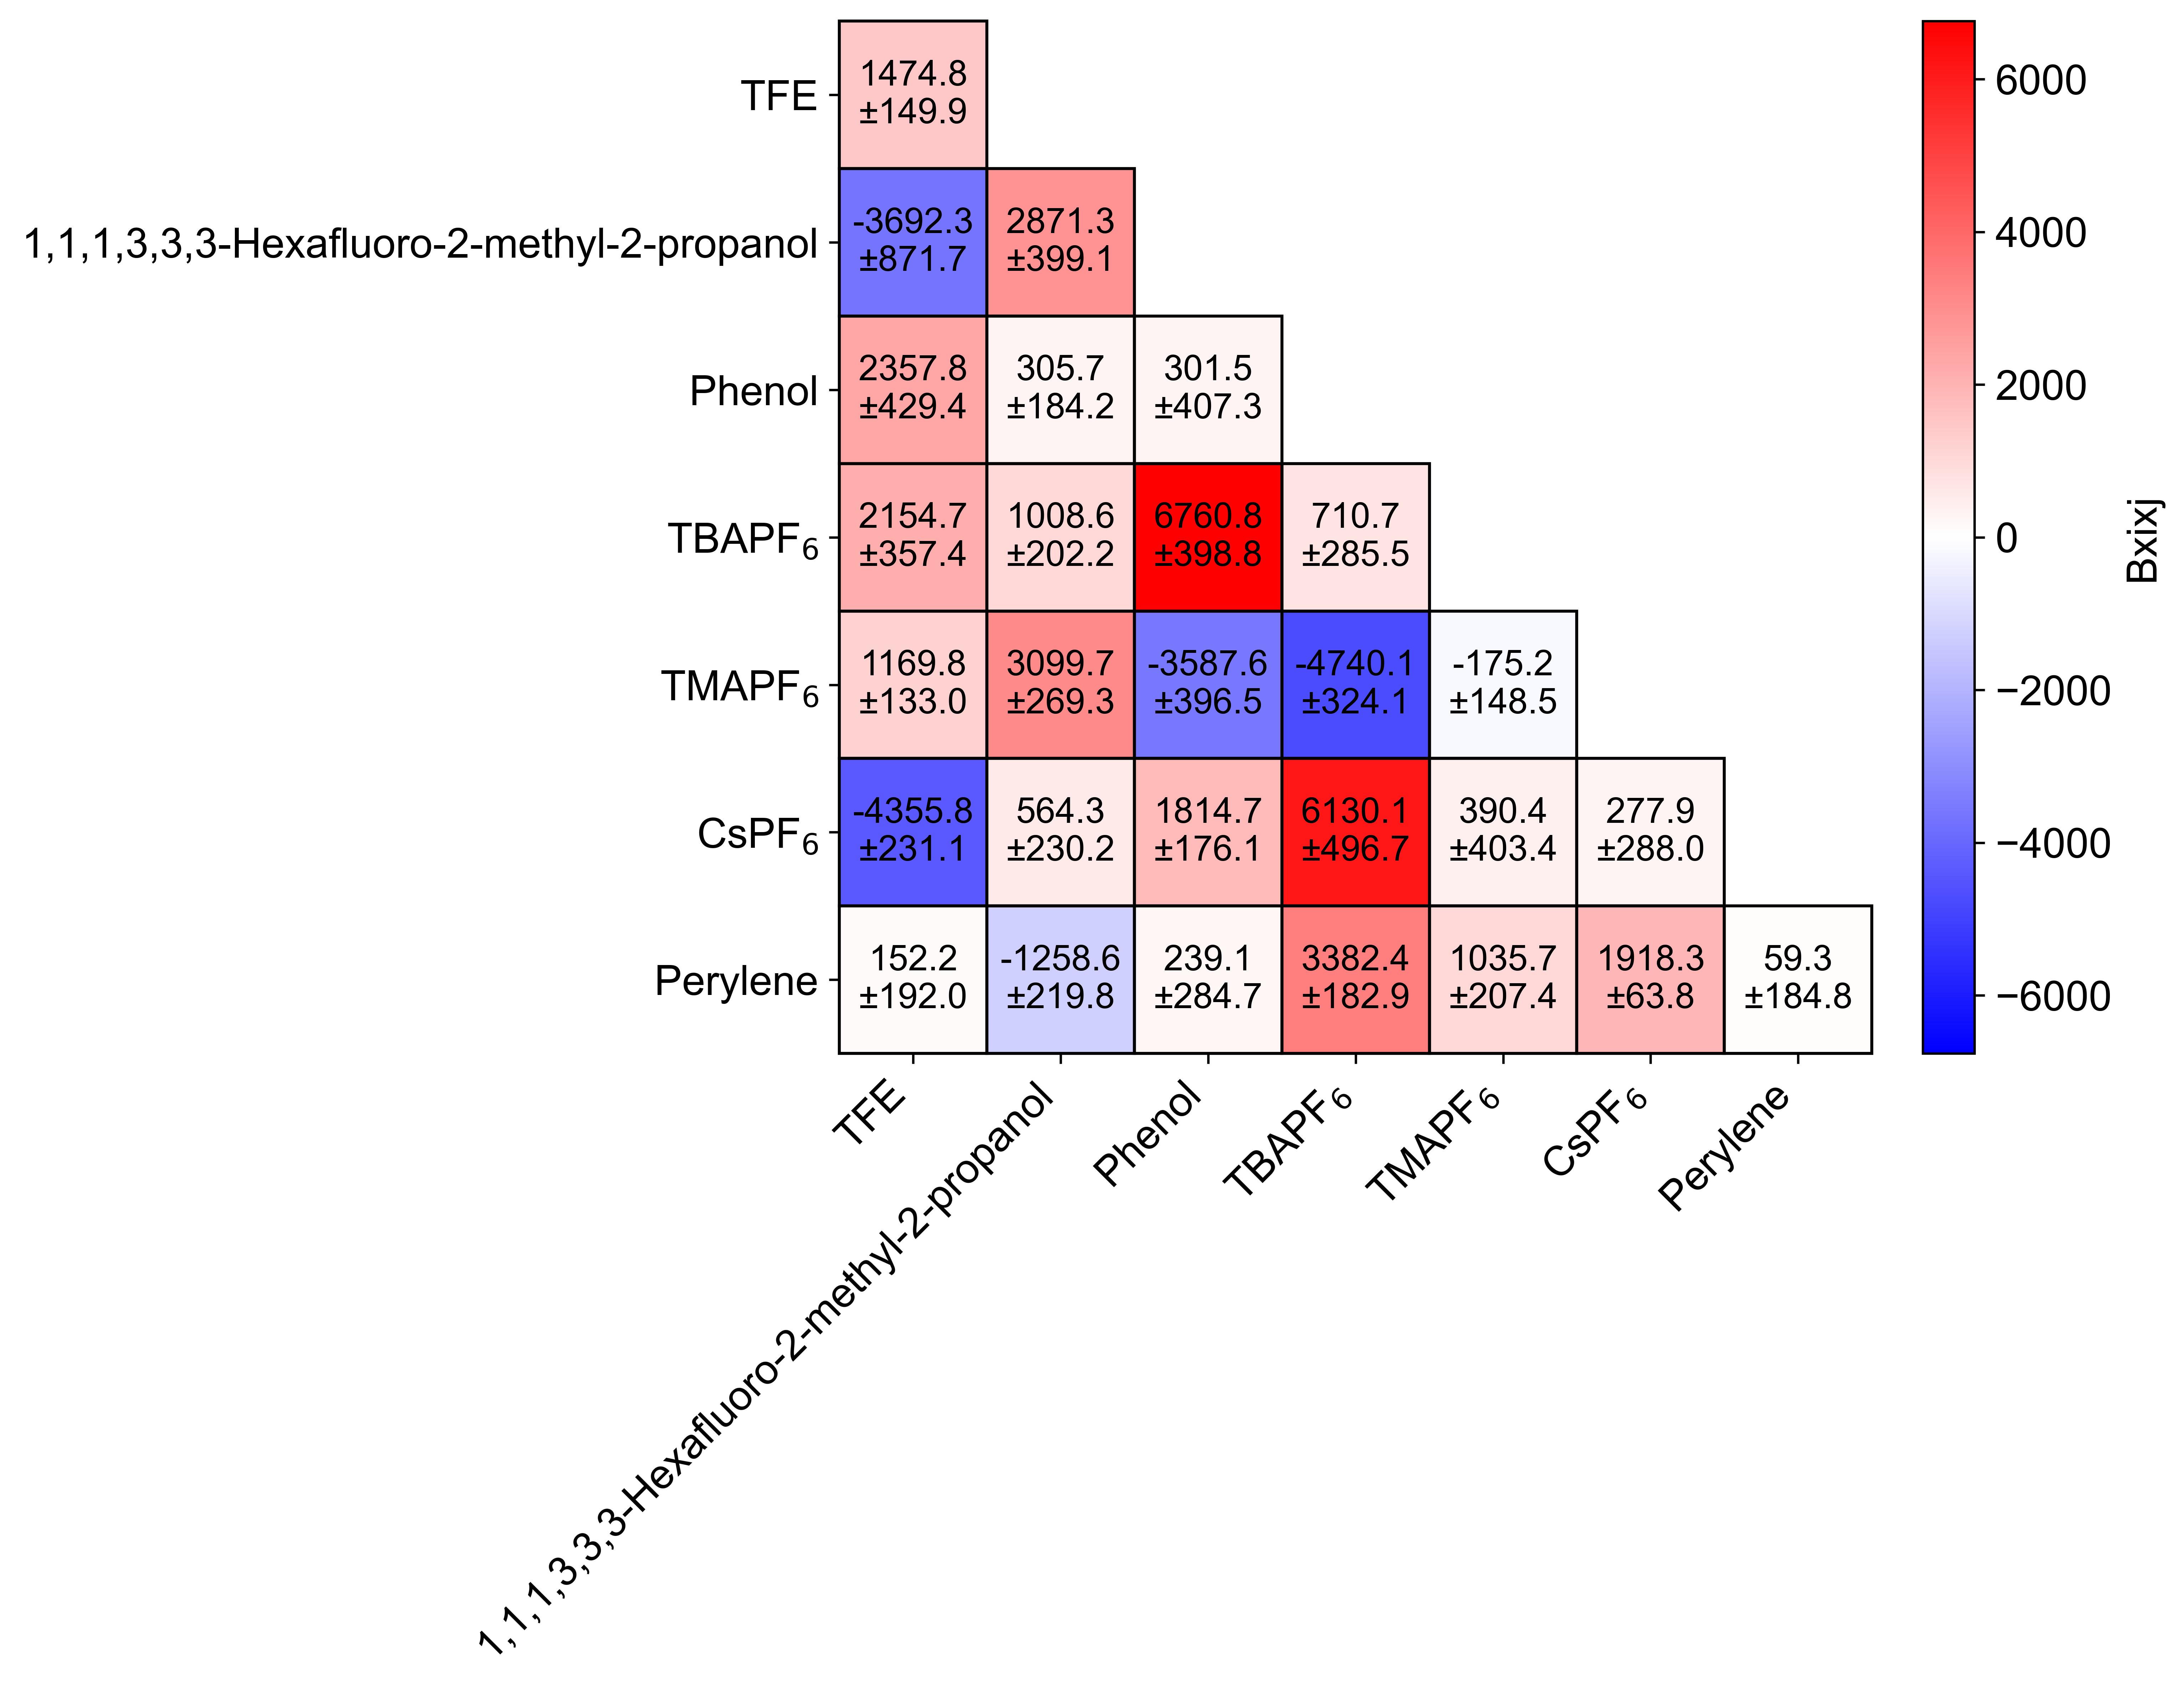 TFE
1474.8
±149.9
1,1,1,3,3,3-Hexafluoro-2-methyl-2-propanol
-3692.3 2871.3
±871.7 ±399.1
Phenol
2357.8 305.7 301.5
±429.4 ±184.2 ±407.3
TBAPF₆
2154.7 1008.6 6760.8 710.7
±357.4 ±202.2 ±398.8 ±285.5
TMAPF₆
1169.8 3099.7 -3587.6 -4740.1 -175.2
±133.0 ±269.3 ±396.5 ±324.1 ±148.5
CsPF₆
-4355.8 564.3 1814.7 6130.1 390.4 277.9
±231.1 ±230.2 ±176.1 ±496.7 ±403.4 ±288.0
Perylene
152.2 -1258.6 239.1 3382.4 1035.7 1918.3 59.3
±192.0 ±219.8 ±284.7 ±182.9 ±207.4 ±63.8 ±184.8
TFE
1,1,1,3,3,3-Hexafluoro-2-methyl-2-propanol
Phenol
TBAPF₆
TMAPF₆
CsPF₆
Perylene
6000
4000
2000
0
−2000
−4000
−6000
Bxixj